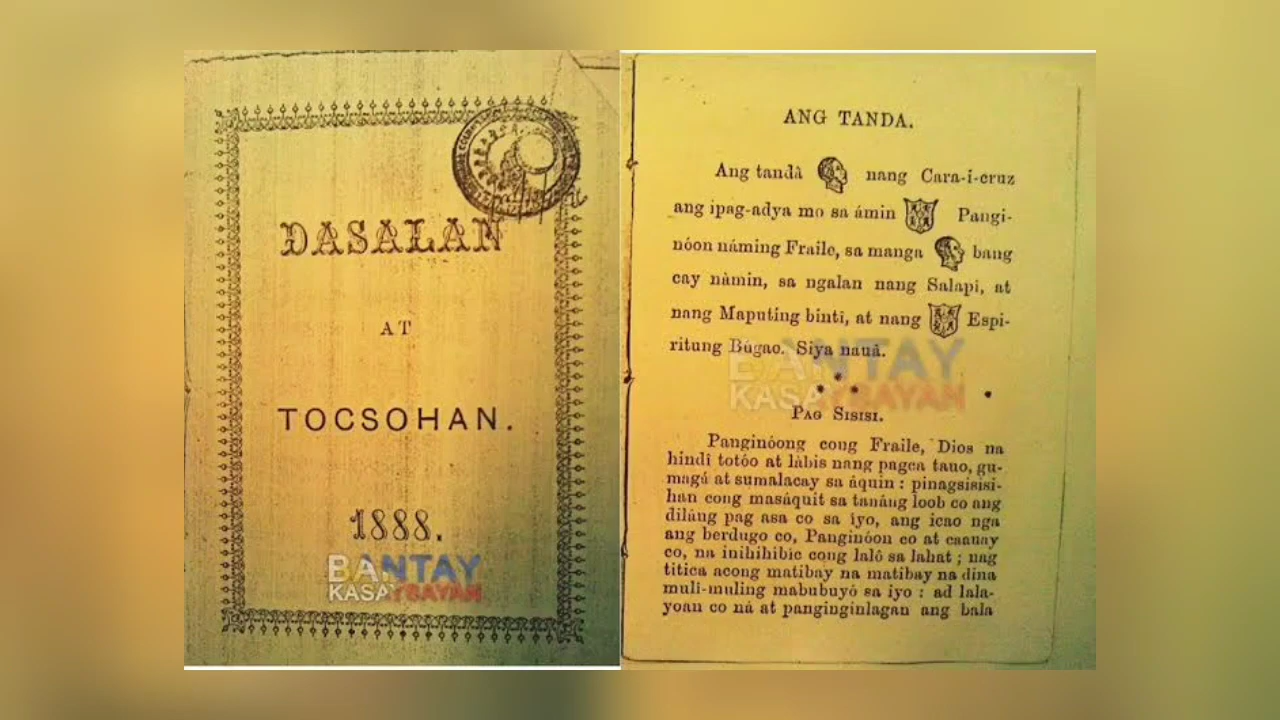 DASALAN
AT
TOCSOHAN.
1888.
BANTAY
KASAYSAYAN
ANG TANDA.
Ang tandà nang Cara-i-cruz
ang ipag-adya mo sa ámin Pangi-
nóon náming Fraile, sa manga bang
cay nàmin, sa ngalan nang Salapi, at
nang Maputing binti, at nang Espi-
ritung Bugao. Siya nauâ.
BANTAY
KASAYSAYAN
PAG SISISI.
Panginóong cong Fraile, Dios na
hindî totóo at làbis nang pagca tauo, gu-
magá at sumalacay sa áquin : pinagsisisi-
han cong masáquit sa tanáng loob co ang
diláng pag asa co sa iyo, ang icao nga
ang berdugo co, Panginóon co at caauay
co, na inihihibic cong lalô sa lahat ; nag
titica acong matibay na matibay na dina
muli-muling mabubuyó sa iyo : ad lala-
yoan co ná at panginginlagan ang bala